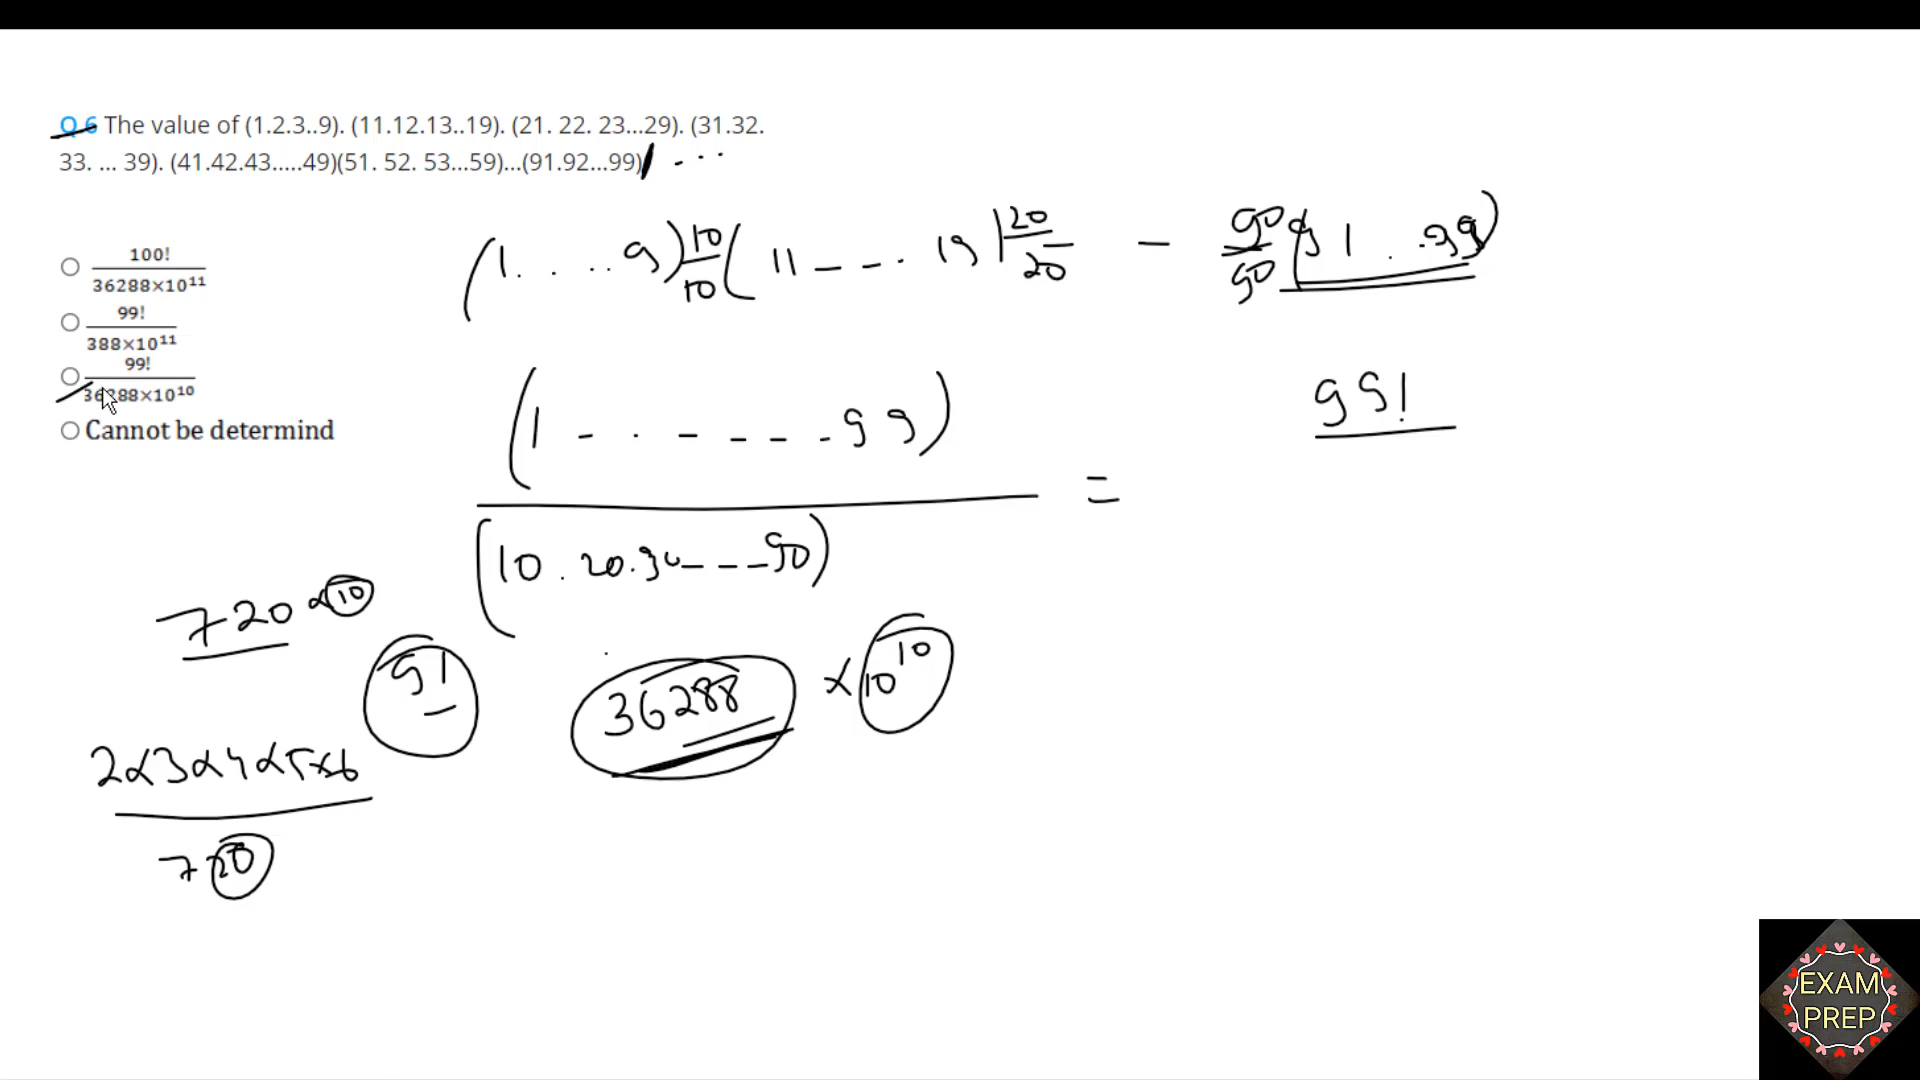 Q 6 The value of (1.2.3..9). (11.12.13..19). (21. 22. 23...29). (31.32.
33. ... 39). (41.42.43.....49)(51. 52. 53...59)...(91.92...99) - ...
(1. . . . 9) 10/10 (11 - - - . 19) 20/20 - 90/90 (91 . . 99)
100!
36288×10¹¹
99!
388×10¹¹
99!
36288×10¹⁰
Cannot be determind
(1 - . - - - - . 99)
=
99!
(10 . 20.30 - - - 90)
720 × 10
9!
36288 × 10¹⁰
2×3×4×5×6
720
EXAM
PREP